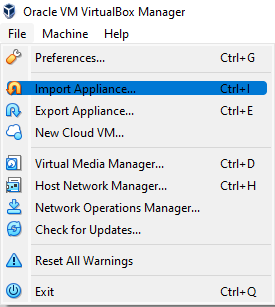 Oracle VM VirtualBox Manager
File Machine Help
Preferences... Ctrl+G
Import Appliance... Ctrl+I
Export Appliance... Ctrl+E
New Cloud VM...
Virtual Media Manager... Ctrl+D
Host Network Manager... Ctrl+H
Network Operations Manager...
Check for Updates...
Reset All Warnings
Exit Ctrl+Q